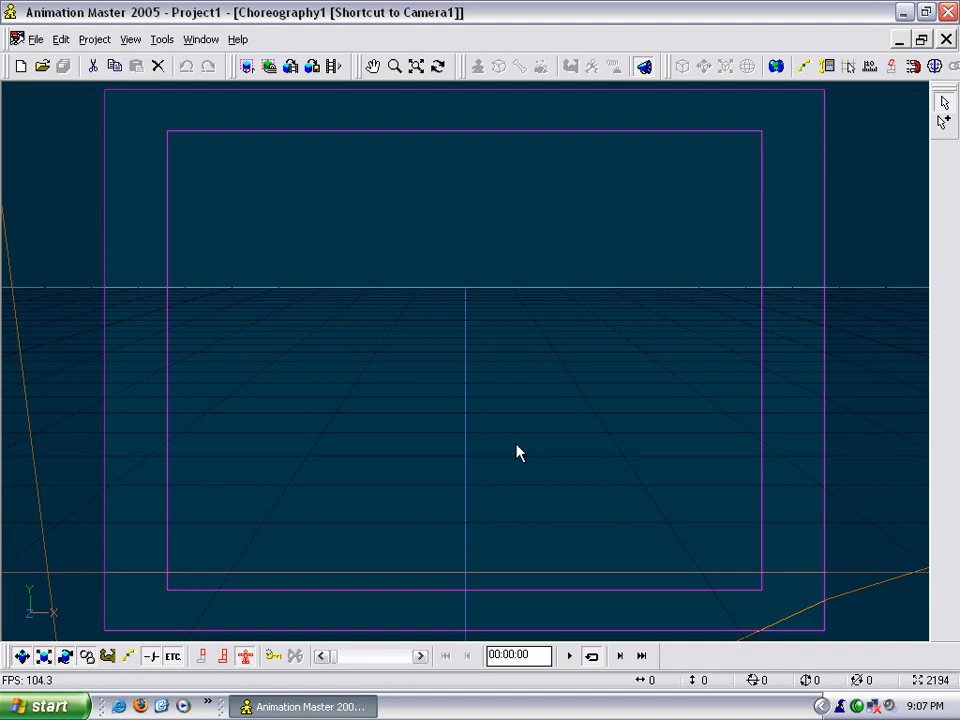 Animation Master 2005 - Project1 - [Choreography1 [Shortcut to Camera1]]
File Edit Project View Tools Window Help
Y
Z X
ETC. 00:00:00
FPS: 104.3 0 0 0 0 0 2194
start » Animation Master 200... 9:07 PM